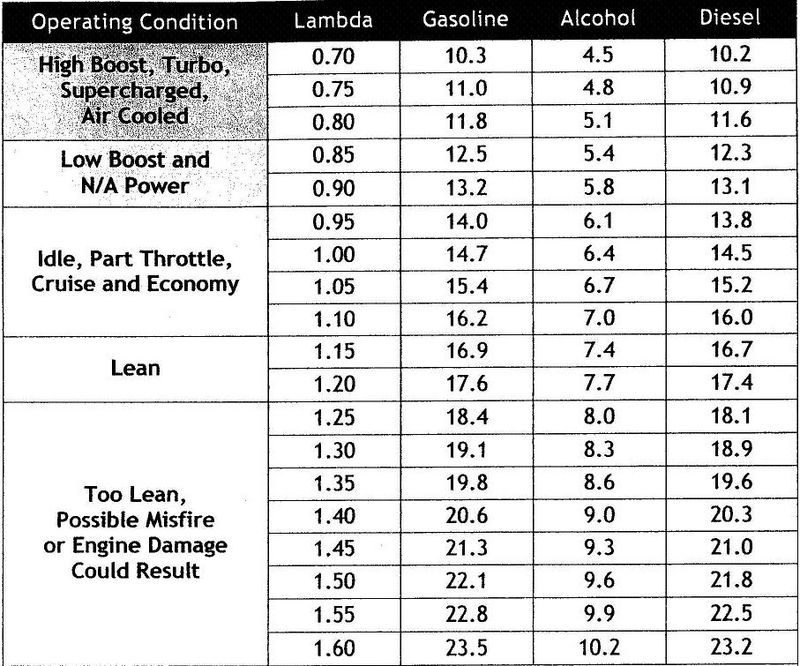 Operating Condition Lambda Gasoline Alcohol Diesel
High Boost, Turbo,
Supercharged,
Air Cooled
0.70 10.3 4.5 10.2
0.75 11.0 4.8 10.9
0.80 11.8 5.1 11.6
Low Boost and
N/A Power
0.85 12.5 5.4 12.3
0.90 13.2 5.8 13.1
Idle, Part Throttle,
Cruise and Economy
0.95 14.0 6.1 13.8
1.00 14.7 6.4 14.5
1.05 15.4 6.7 15.2
1.10 16.2 7.0 16.0
Lean
1.15 16.9 7.4 16.7
1.20 17.6 7.7 17.4
Too Lean,
Possible Misfire
or Engine Damage
Could Result
1.25 18.4 8.0 18.1
1.30 19.1 8.3 18.9
1.35 19.8 8.6 19.6
1.40 20.6 9.0 20.3
1.45 21.3 9.3 21.0
1.50 22.1 9.6 21.8
1.55 22.8 9.9 22.5
1.60 23.5 10.2 23.2